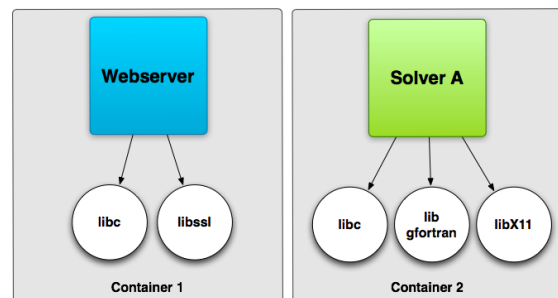 Webserver
libc
libssl
Container 1
Solver A
libc
lib
gfortran
libX11
Container 2